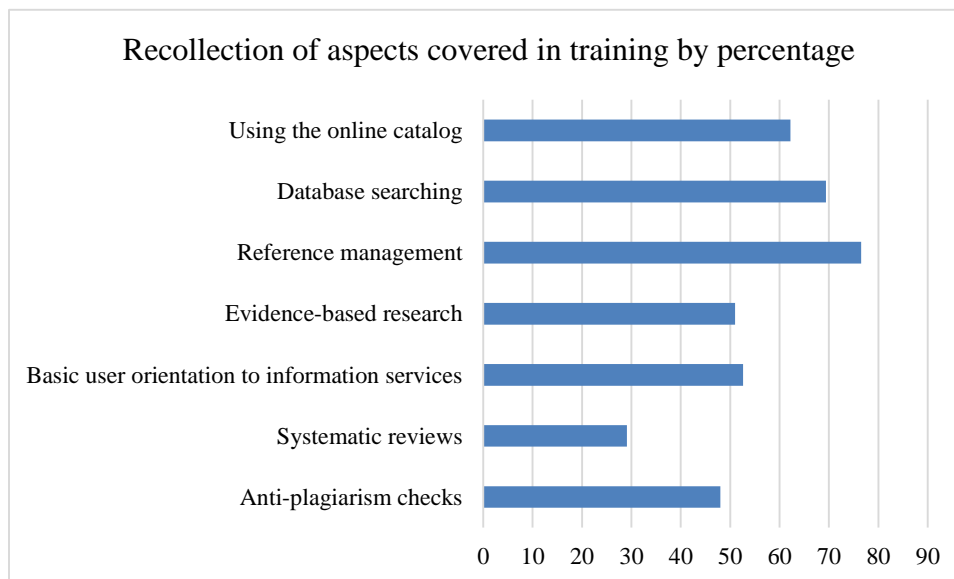 Recollection of aspects covered in training by percentage
Using the online catalog
Database searching
Reference management
Evidence-based research
Basic user orientation to information services
Systematic reviews
Anti-plagiarism checks
0 10 20 30 40 50 60 70 80 90